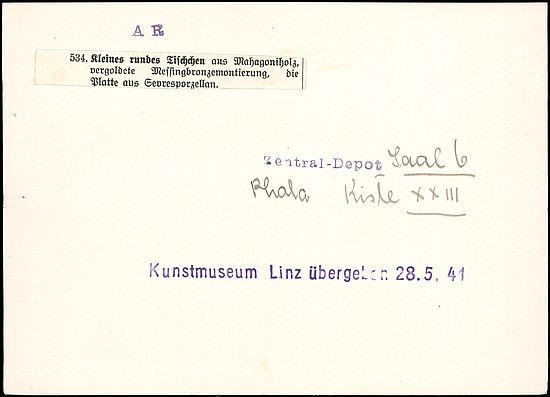 A R
534. Kleines rundes Tischchen aus Mahagoniholz,
vergoldete Messingbronzemontierung, die
Platte aus Sevresporzellan.
Zentral-Depot Saal 6
Kiste XXIII
Kunstmuseum Linz übergeben 28.5. 41